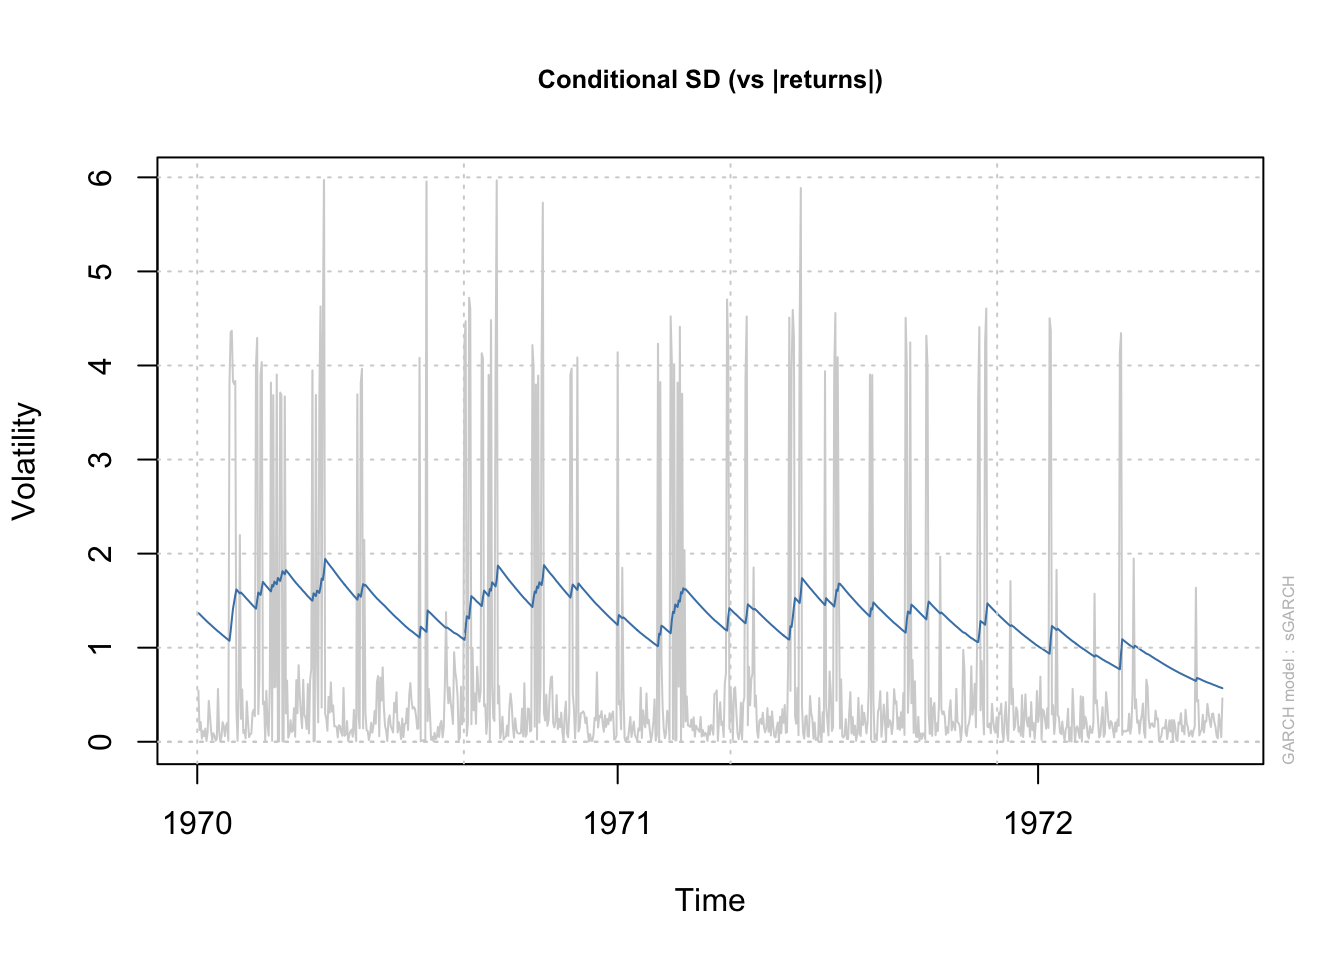 Conditional SD (vs |returns|)
Volatility
6
5
4
3
2
1
0
1970
1971
1972
Time
GARCH model : sGARCH